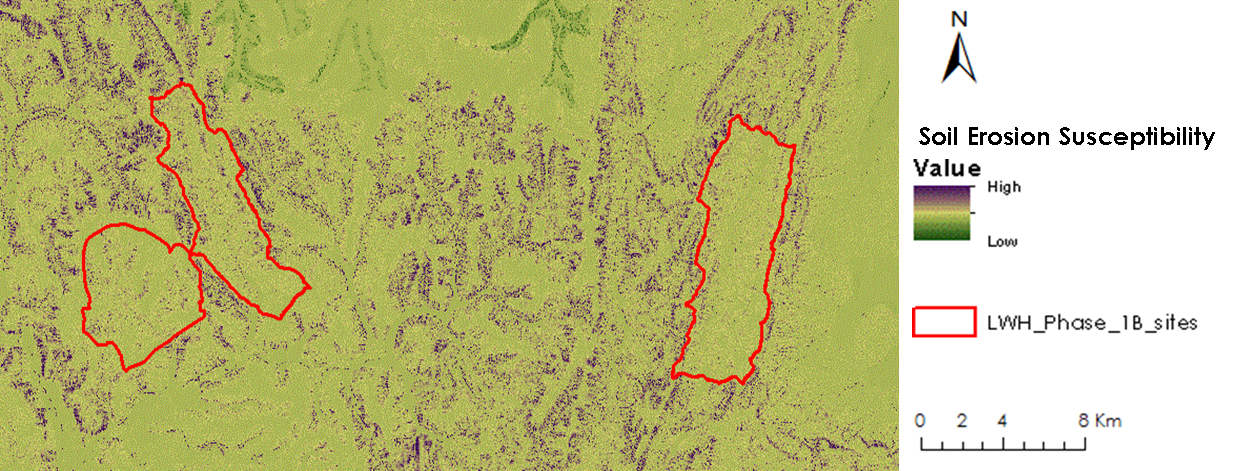 N
Soil Erosion Susceptibility
Value
High
Low
LWH_Phase_1B_sites
0 2 4 8 Km